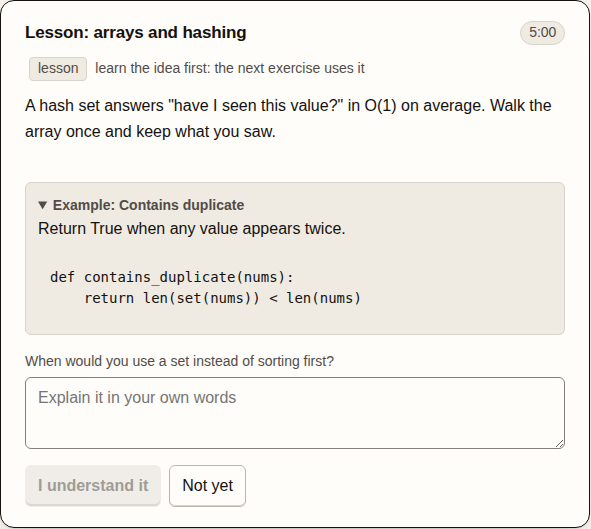 Lesson: arrays and hashing
5:00
lesson learn the idea first: the next exercise uses it
A hash set answers "have I seen this value?" in O(1) on average. Walk the
array once and keep what you saw.
▼ Example: Contains duplicate
Return True when any value appears twice.
def contains_duplicate(nums):
    return len(set(nums)) < len(nums)
When would you use a set instead of sorting first?
Explain it in your own words
I understand it
Not yet